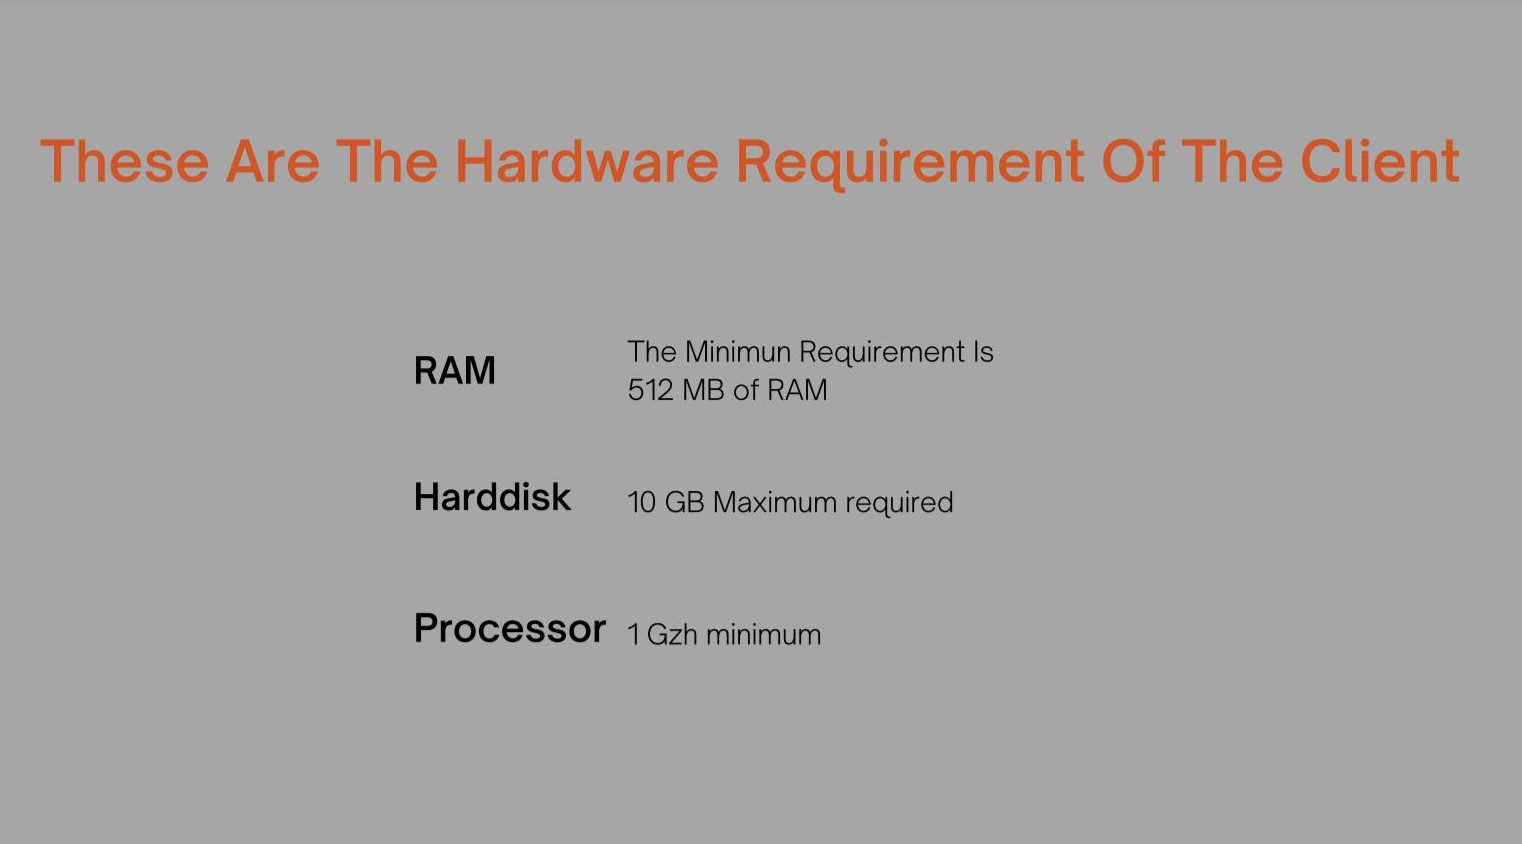 These Are The Hardware Requirement Of The Client
RAM
The Minimun Requirement Is
512 MB of RAM
Harddisk
10 GB Maximum required
Processor
1 Gzh minimum